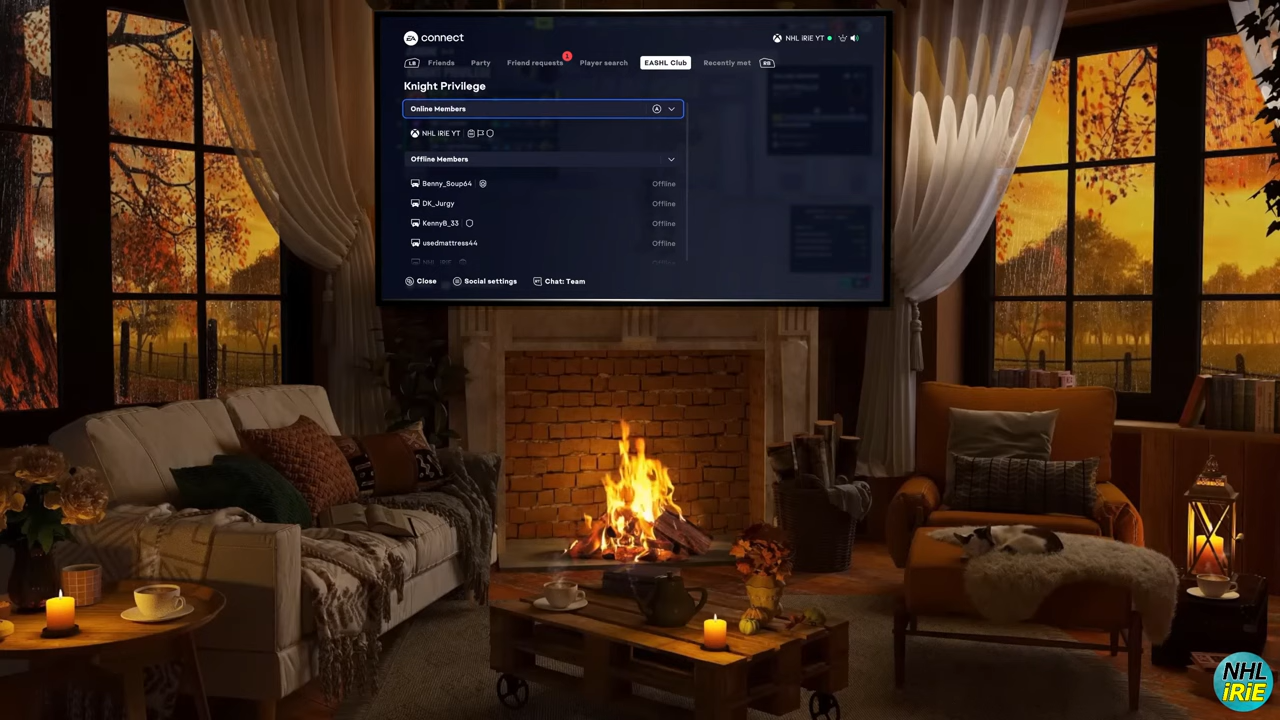 EA connect
NHL IRIE YT
LB Friends Party Friend requests 1 Player search EASHL Club Recently met RB
Knight Privilege
Online Members A
NHL IRIE YT
Offline Members
Benny_Soup64 Offline
DK_Jurgy Offline
KennyB_33 Offline
usedmattress44 Offline
Close Social settings Chat: Team
NHL
iRiE